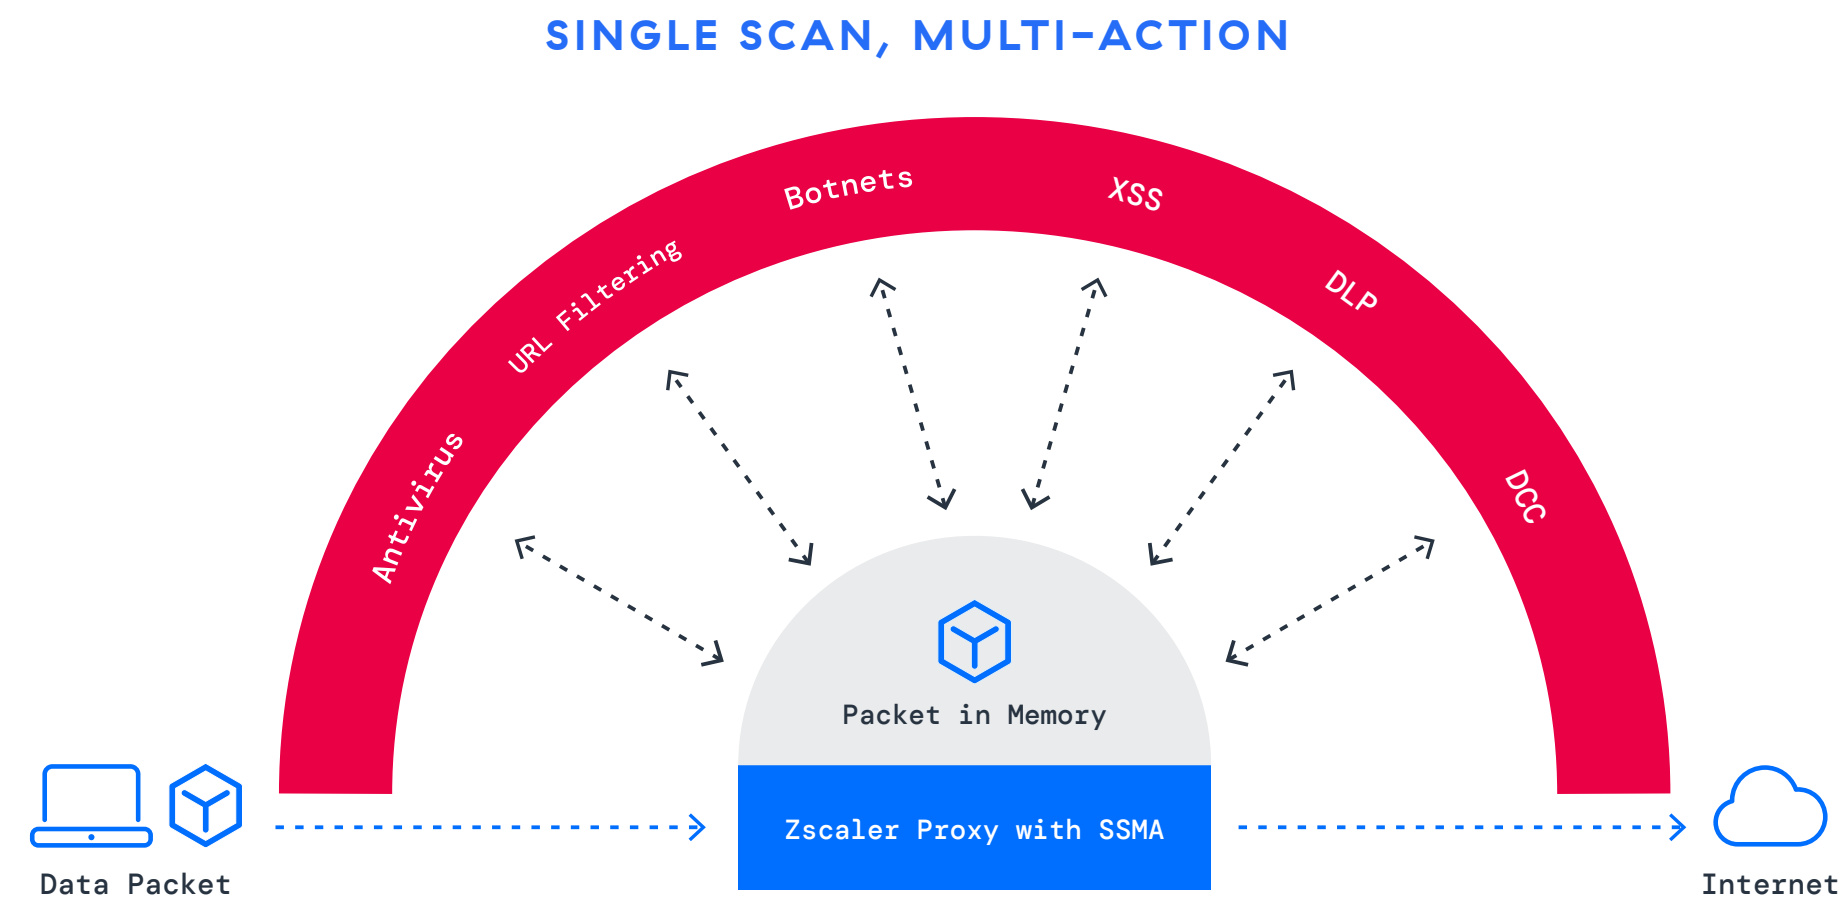 SINGLE SCAN, MULTI-ACTION
Antivirus
URL Filtering
Botnets
XSS
DLP
DCC
Packet in Memory
Zscaler Proxy with SSMA
Data Packet
Internet